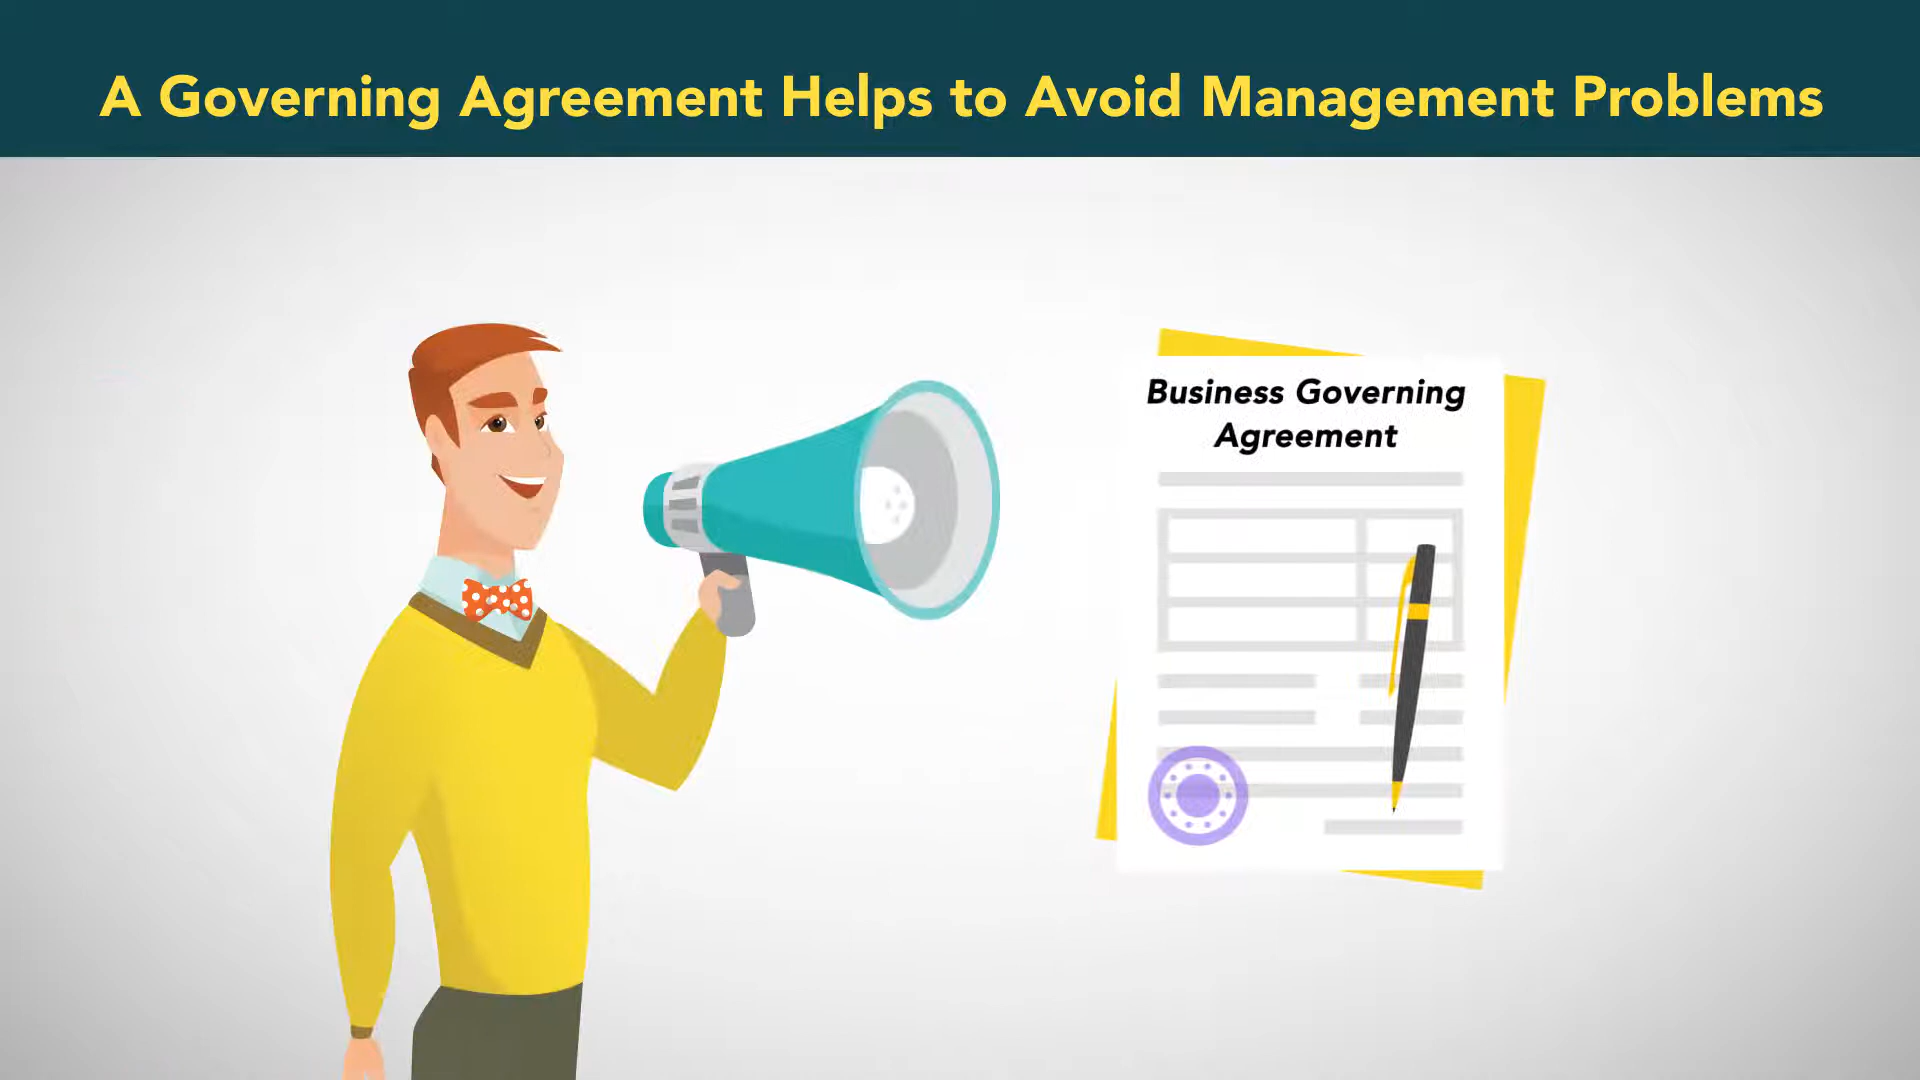 A Governing Agreement Helps to Avoid Management Problems
Business Governing
Agreement